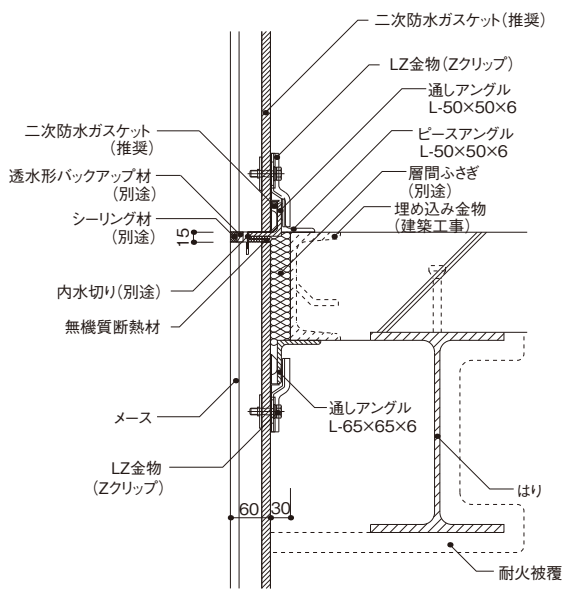 二次防水ガスケット(推奨)
LZ金物(Zクリップ)
通しアングル
L-50×50×6
ピースアングル
L-50×50×6
層間ふさぎ
(別途)
埋め込み金物
(建築工事)
二次防水ガスケット
(推奨)
透水形バックアップ材
(別途)
シーリング材
(別途)
15
内水切り(別途)
無機質断熱材
メース
LZ金物
(Zクリップ)
通しアングル
L-65×65×6
60
30
はり
耐火被覆